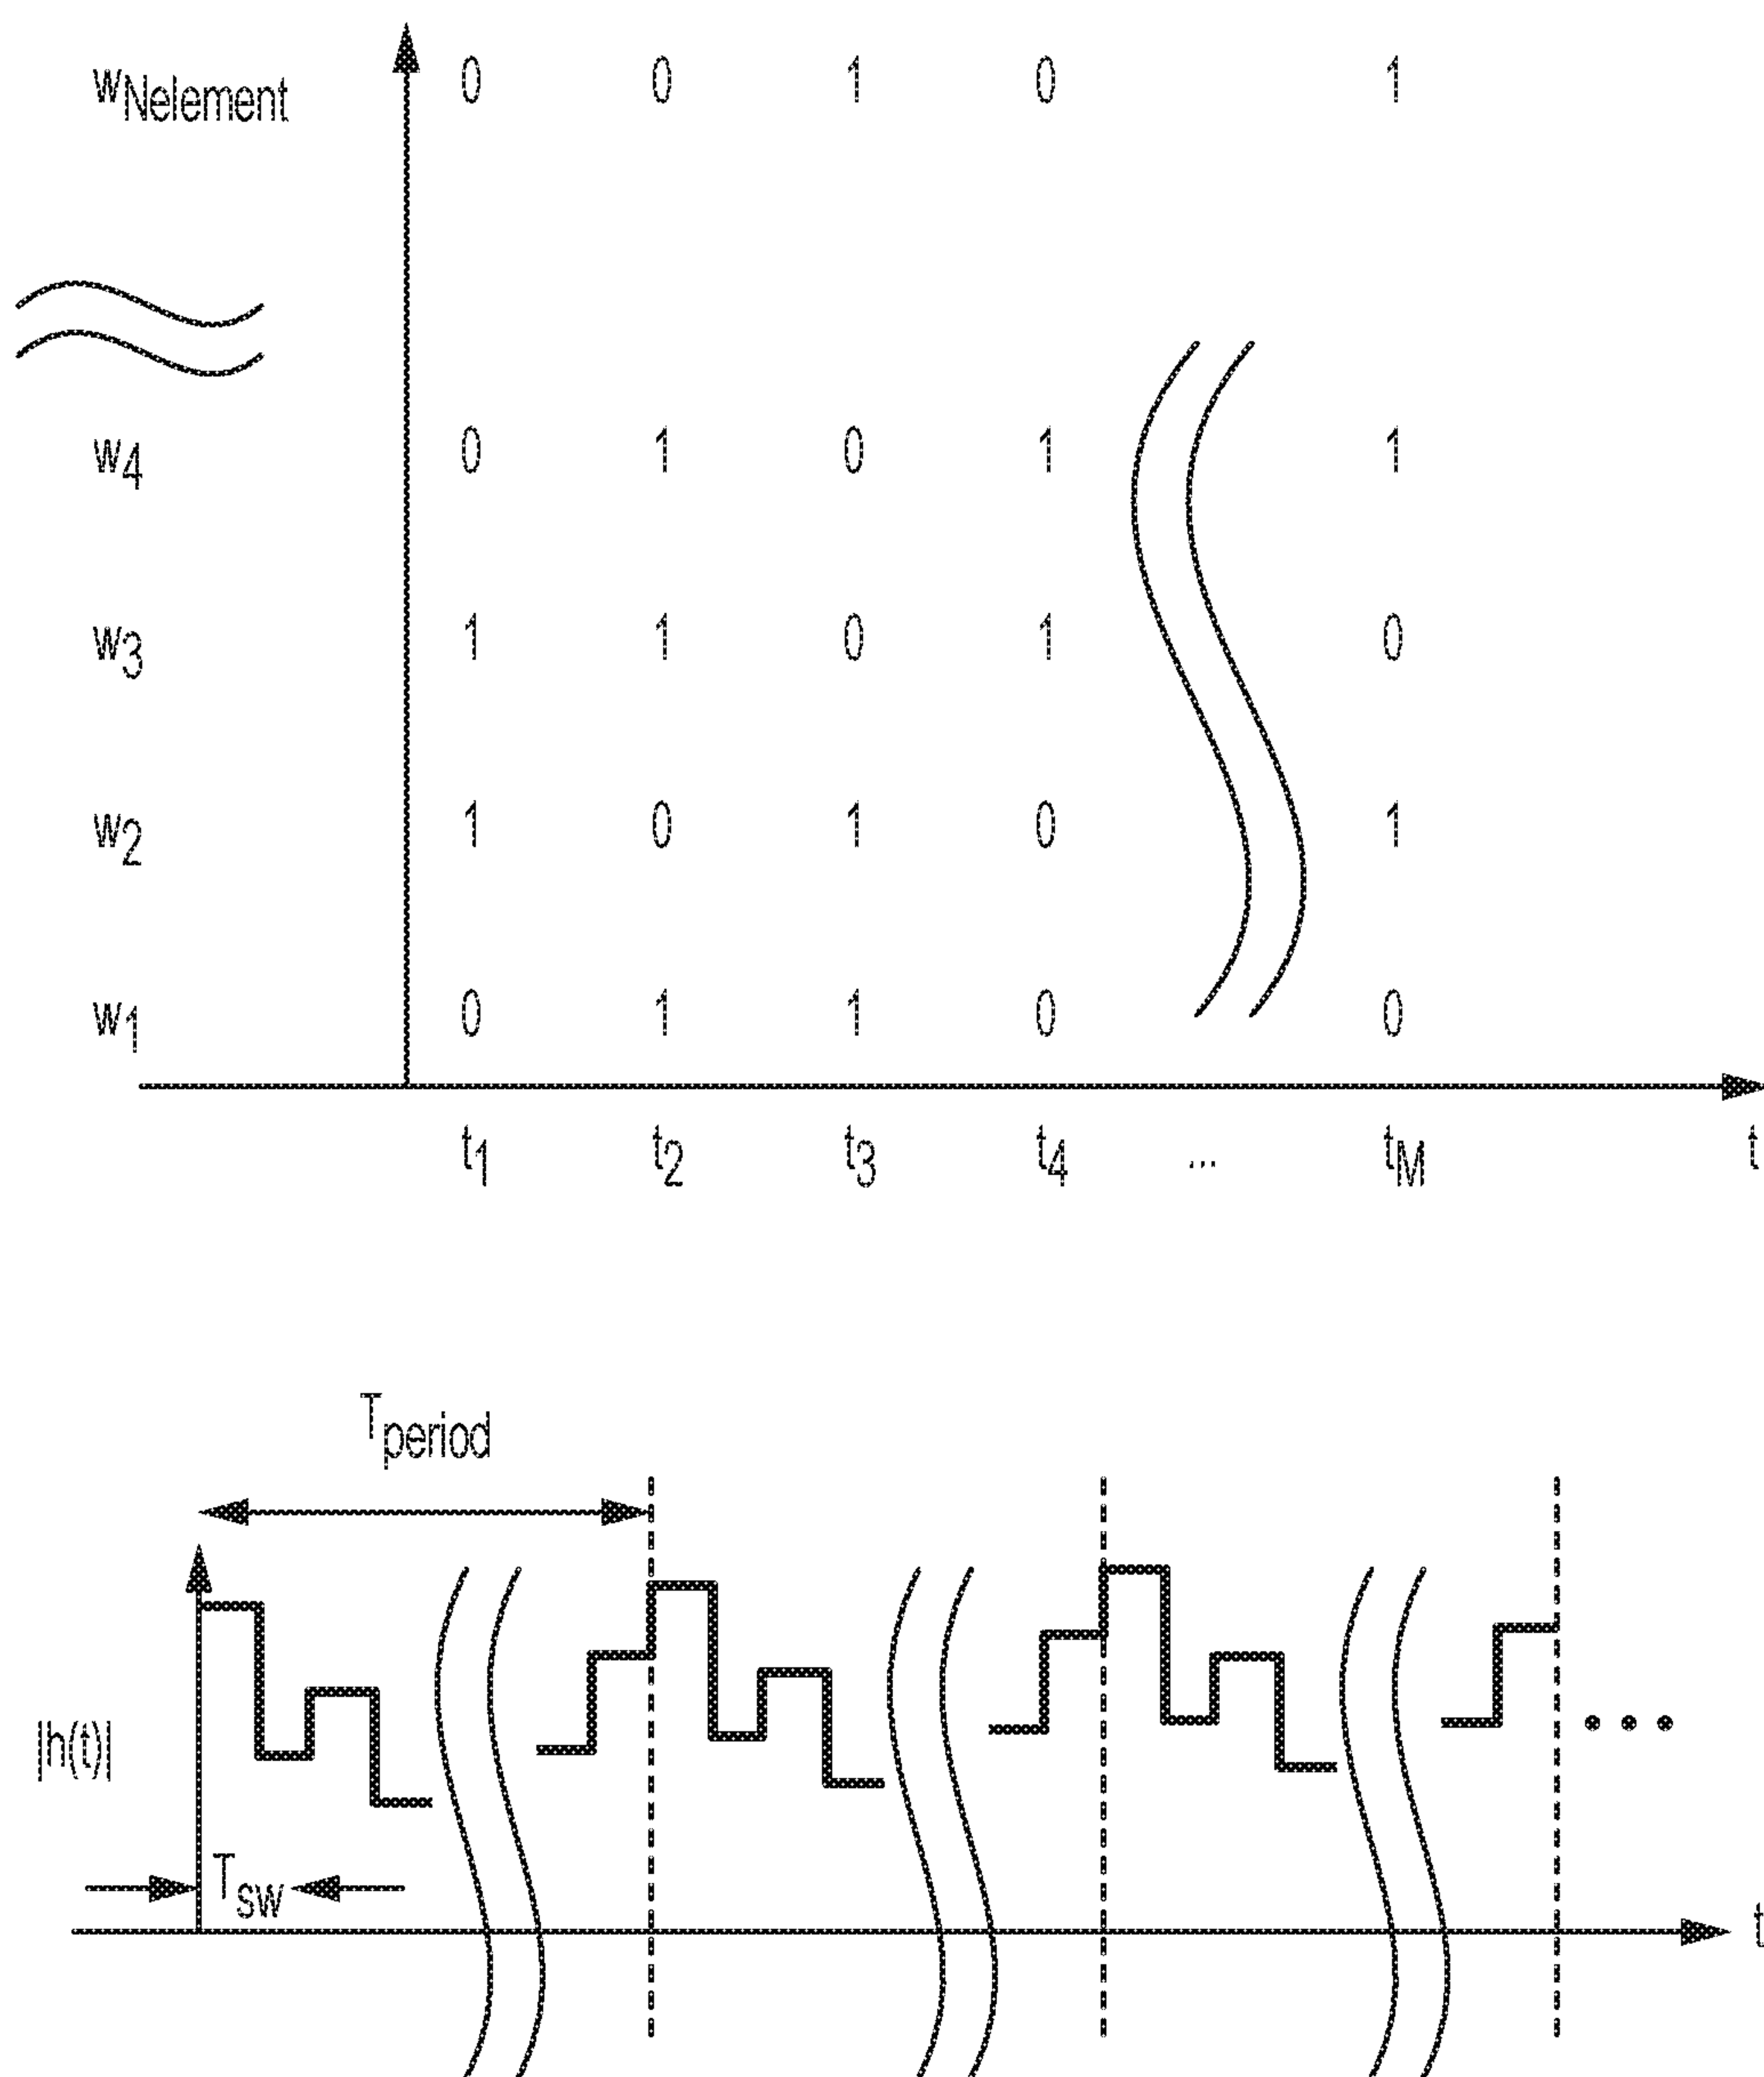 wNelement 0 0 1 0 1
w4 0 1 0 1 1
w3 1 1 0 1 0
w2 1 0 1 0 1
w1 0 1 1 0 0
t1 t2 t3 t4 ... tM t
Tperiod
|h(t)|
Tsw
t